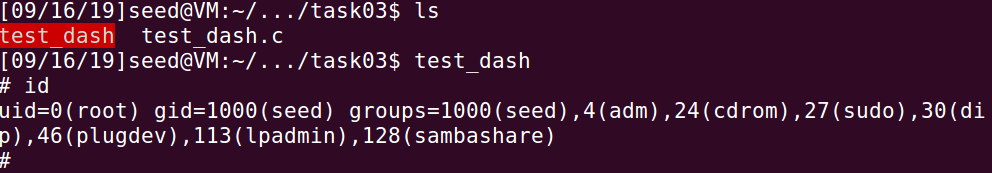 [09/16/19]seed@VM:~/.../task03$ ls
test_dash  test_dash.c
[09/16/19]seed@VM:~/.../task03$ test_dash
# id
uid=0(root) gid=1000(seed) groups=1000(seed),4(adm),24(cdrom),27(sudo),30(di
p),46(plugdev),113(lpadmin),128(sambashare)
#